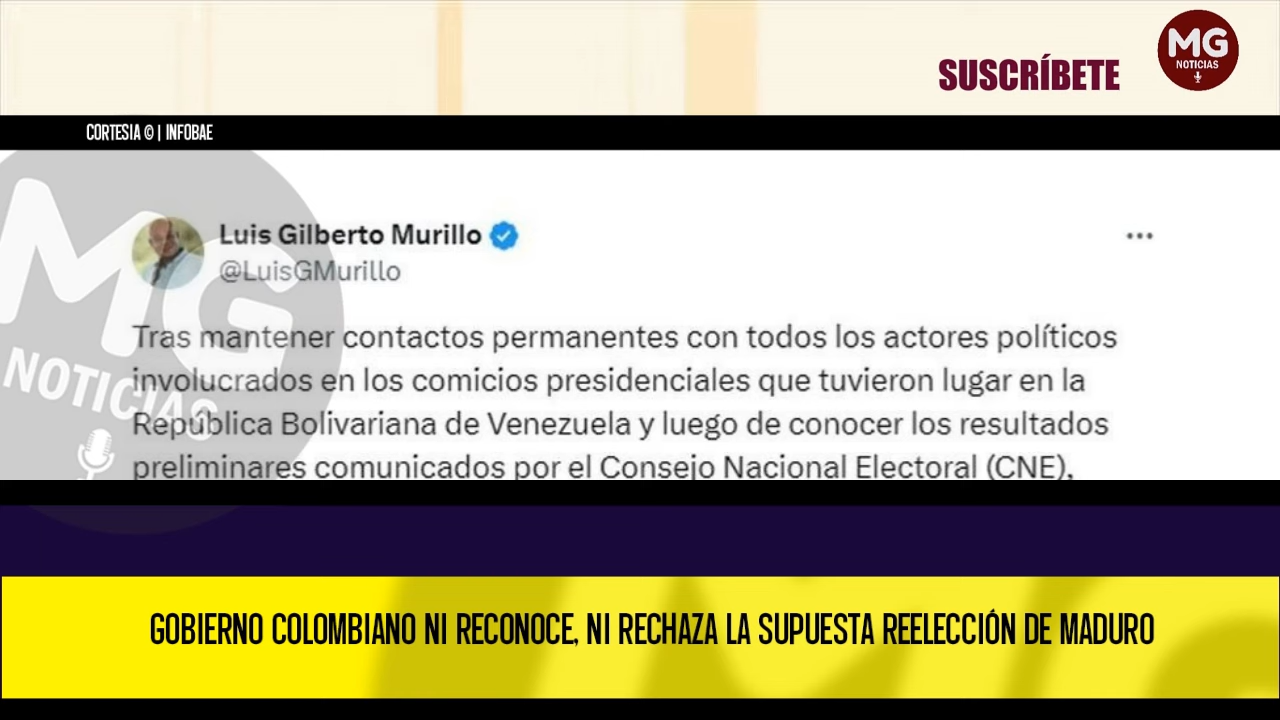 SUSCRÍBETE
MG
NOTICIAS
CORTESIA © | INFOBAE
MG
NOTICIAS
Luis Gilberto Murillo
@LuisGMurillo
Tras mantener contactos permanentes con todos los actores políticos
involucrados en los comicios presidenciales que tuvieron lugar en la
República Bolivariana de Venezuela y luego de conocer los resultados
preliminares comunicados por el Consejo Nacional Electoral (CNE),
GOBIERNO COLOMBIANO NI RECONOCE, NI RECHAZA LA SUPUESTA REELECCIÓN DE MADURO